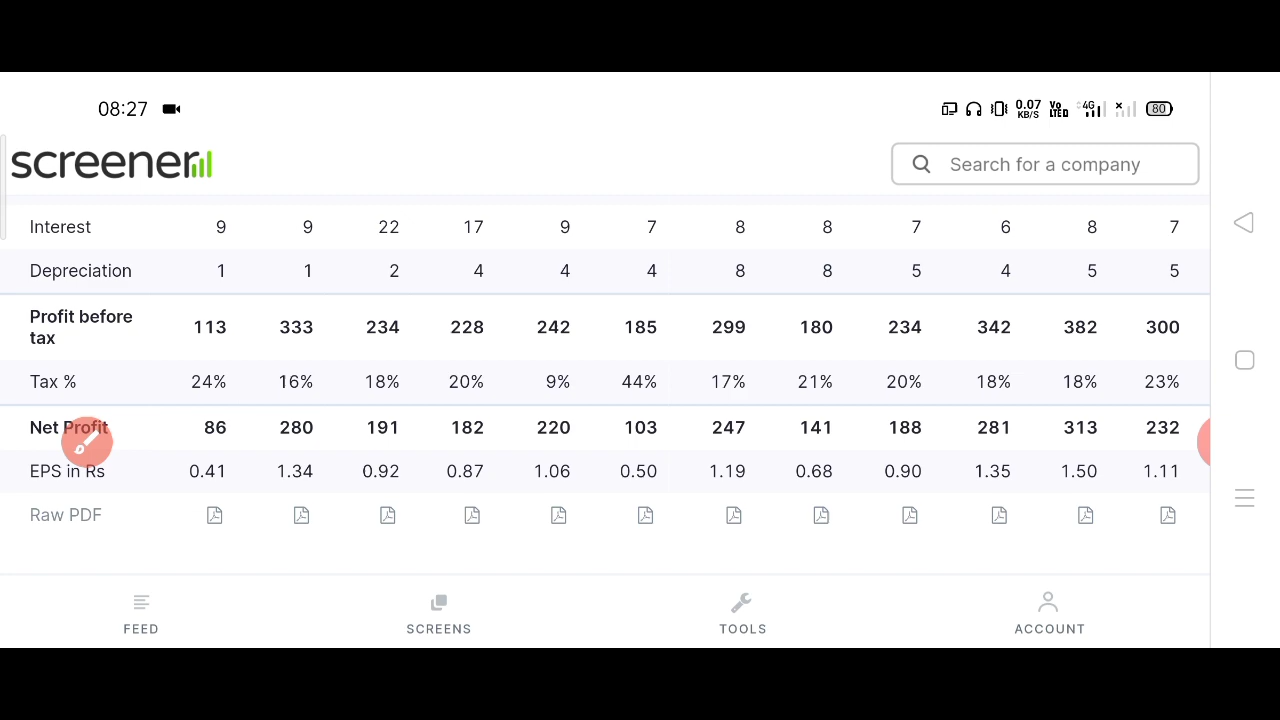 08:27 0.07 KB/S Vo LTED 4G 80
screener Search for a company
Interest 9 9 22 17 9 7 8 8 7 6 8 7
Depreciation 1 1 2 4 4 4 8 8 5 4 5 5
Profit before tax 113 333 234 228 242 185 299 180 234 342 382 300
Tax % 24% 16% 18% 20% 9% 44% 17% 21% 20% 18% 18% 23%
Net Profit 86 280 191 182 220 103 247 141 188 281 313 232
EPS in Rs 0.41 1.34 0.92 0.87 1.06 0.50 1.19 0.68 0.90 1.35 1.50 1.11
Raw PDF
FEED SCREENS TOOLS ACCOUNT